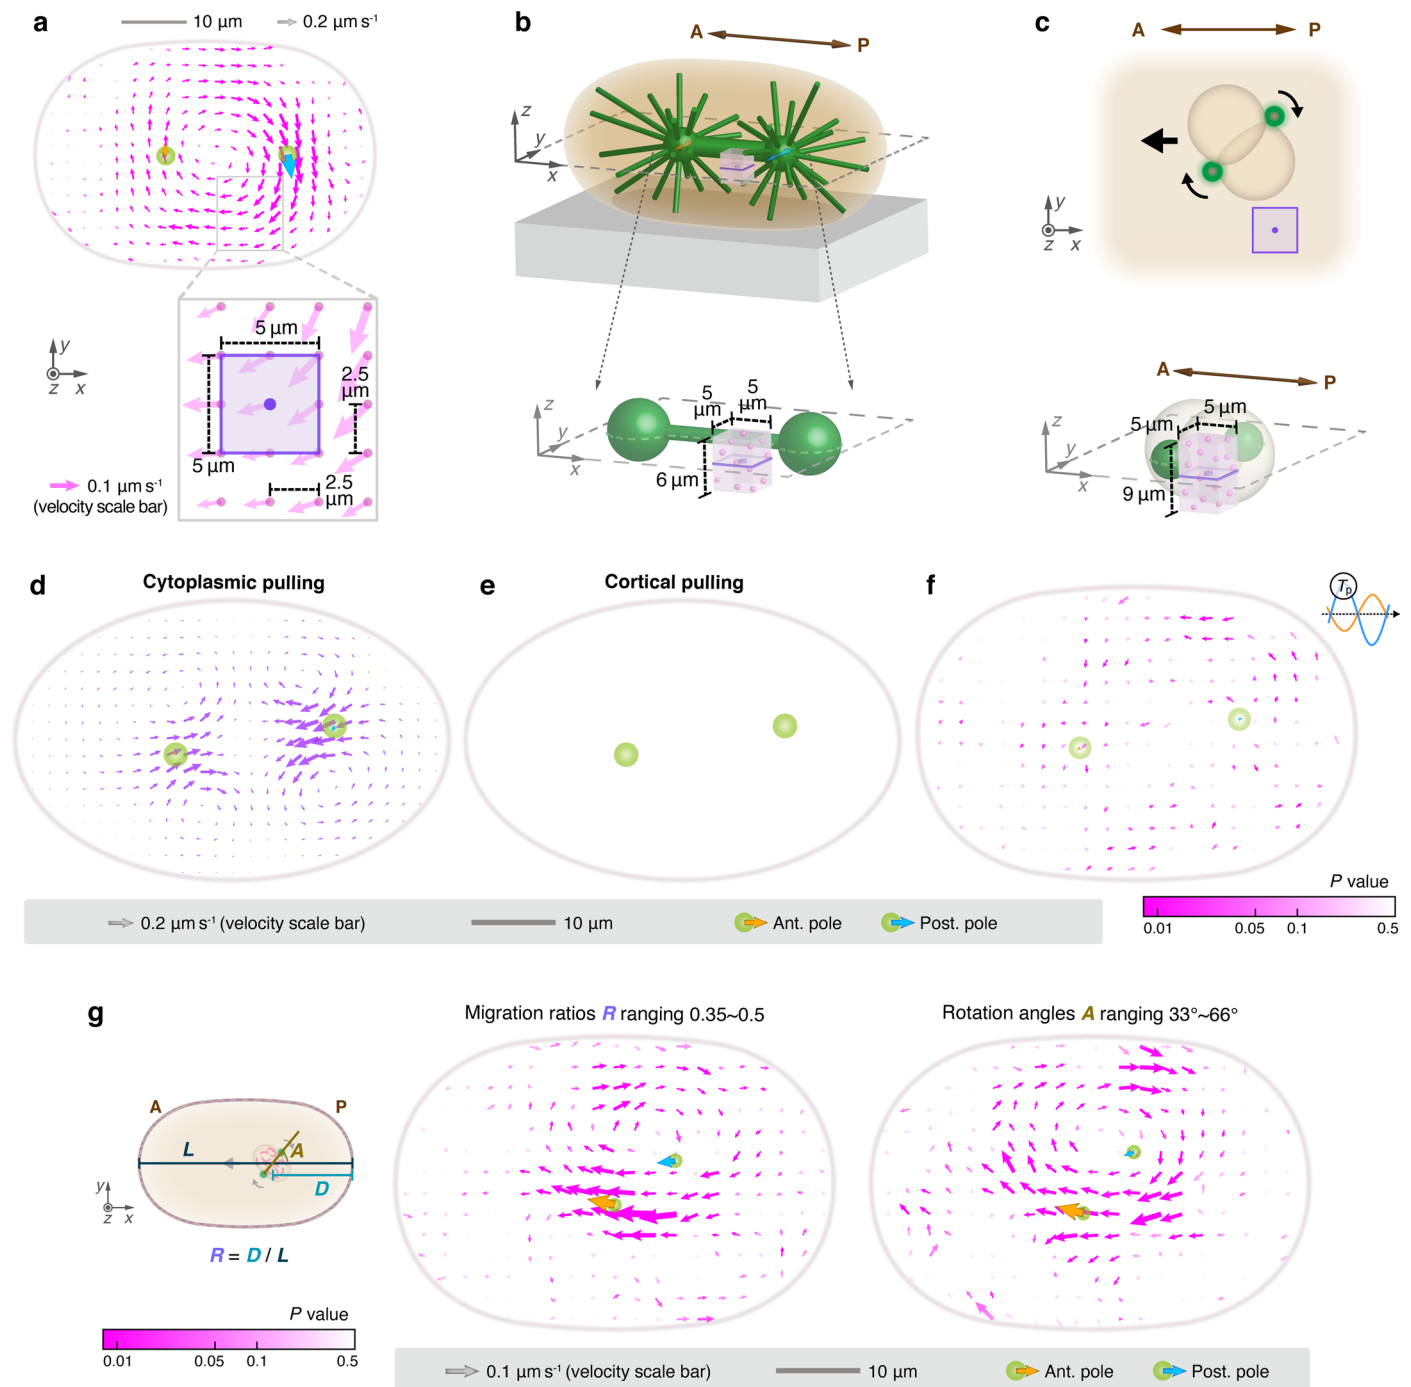 a
10 µm
0.2 µm s⁻¹
5 µm
2.5
µm
5 µm
2.5
µm
y
z
x
0.1 µm s⁻¹
(velocity scale bar)
b
A
P
z
y
x
5
µm
5
µm
z
y
x
6 µm
c
A
P
y
z
x
A
P
5 µm
5 µm
z
y
x
9 µm
d
Cytoplasmic pulling
e
Cortical pulling
f
Tp
0.2 µm s⁻¹ (velocity scale bar)
10 µm
Ant. pole
Post. pole
P value
0.01
0.05
0.1
0.5
g
A
P
L
A
D
y
z
x
R = D / L
P value
0.01
0.05
0.1
0.5
Migration ratios R ranging 0.35~0.5
Rotation angles A ranging 33°~66°
0.1 µm s⁻¹ (velocity scale bar)
10 µm
Ant. pole
Post. pole